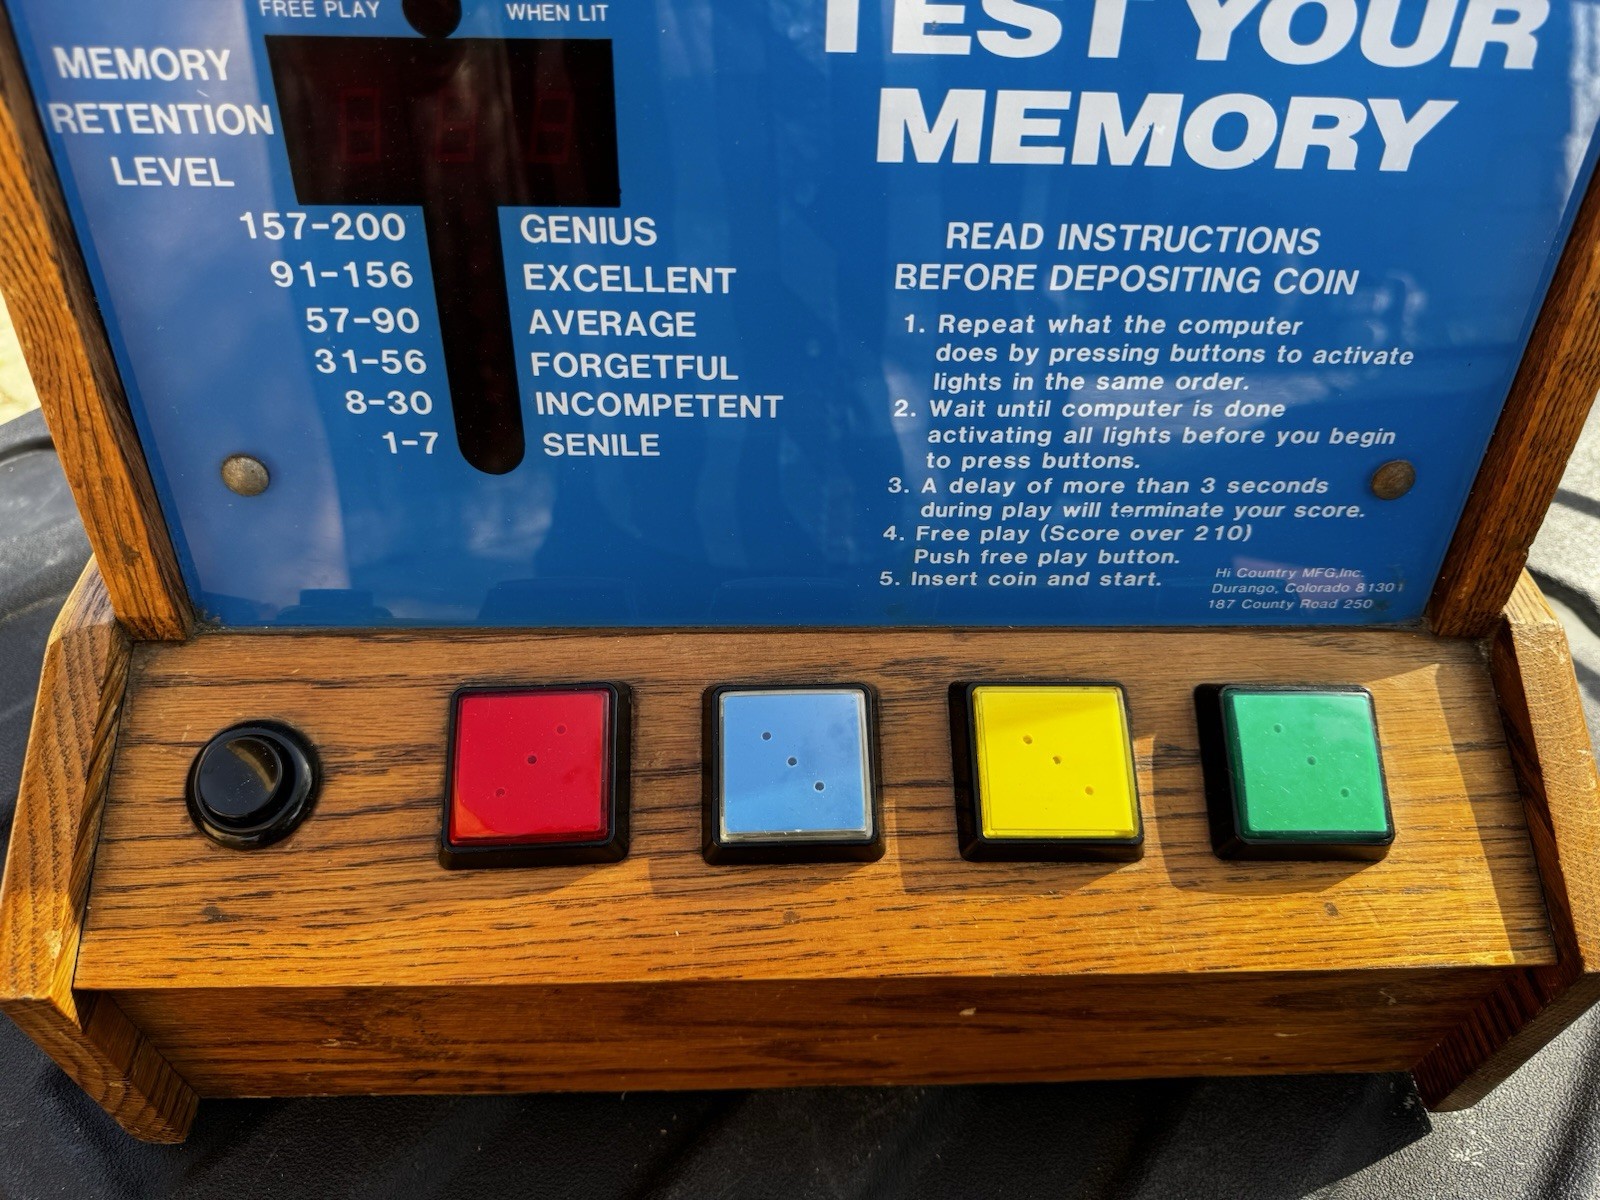 FREE PLAY WHEN LIT
MEMORY
RETENTION
LEVEL
157-200 GENIUS
91-156 EXCELLENT
57-90 AVERAGE
31-56 FORGETFUL
8-30 INCOMPETENT
1-7 SENILE
TEST YOUR
MEMORY
READ INSTRUCTIONS
BEFORE DEPOSITING COIN
1. Repeat what the computer
does by pressing buttons to activate
lights in the same order.
2. Wait until computer is done
activating all lights before you begin
to press buttons.
3. A delay of more than 3 seconds
during play will terminate your score.
4. Free play (Score over 210)
Push free play button.
5. Insert coin and start.
Hi Country MFG,Inc.
Durango, Colorado 81301
187 County Road 250